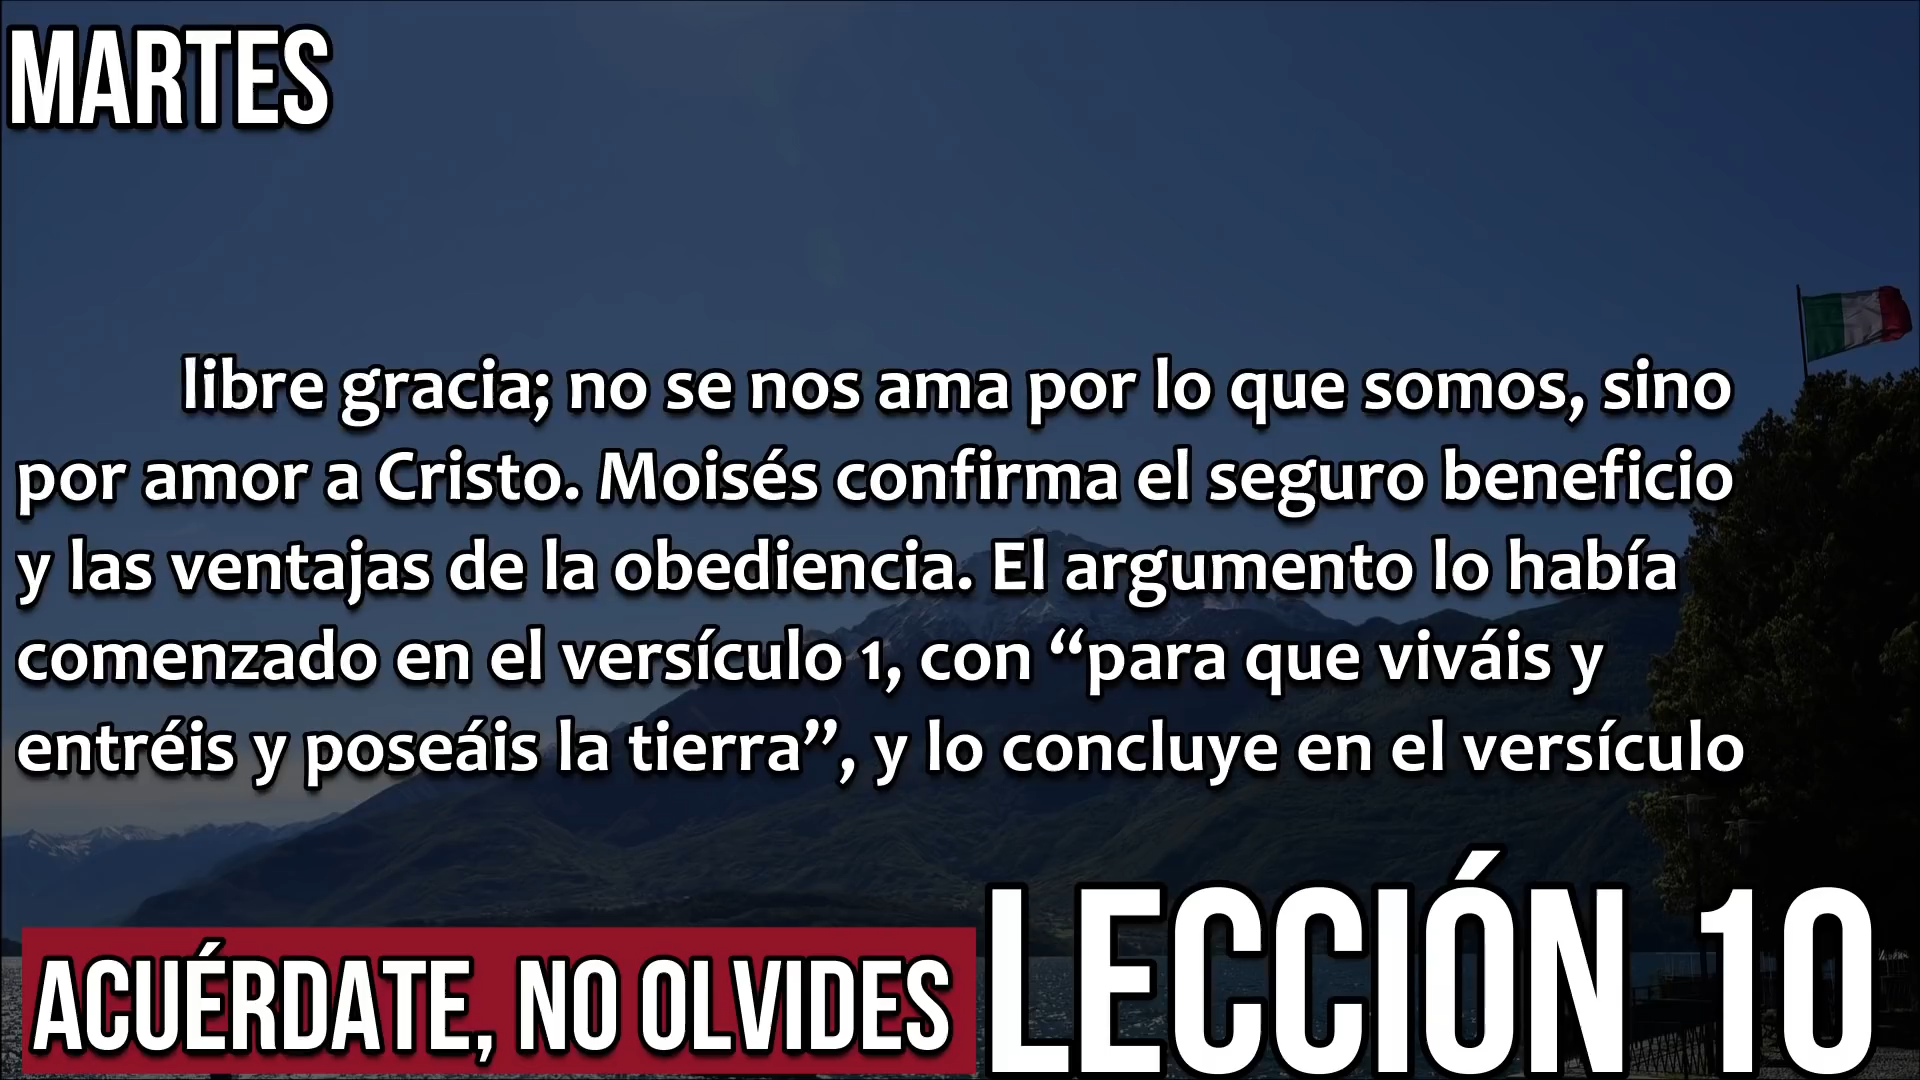 MARTES
libre gracia; no se nos ama por lo que somos, sino
por amor a Cristo. Moisés confirma el seguro beneficio
y las ventajas de la obediencia. El argumento lo había
comenzado en el versículo 1, con “para que viváis y
entréis y poseáis la tierra”, y lo concluye en el versículo
ACUÉRDATE, NO OLVIDES
LECCIÓN 10